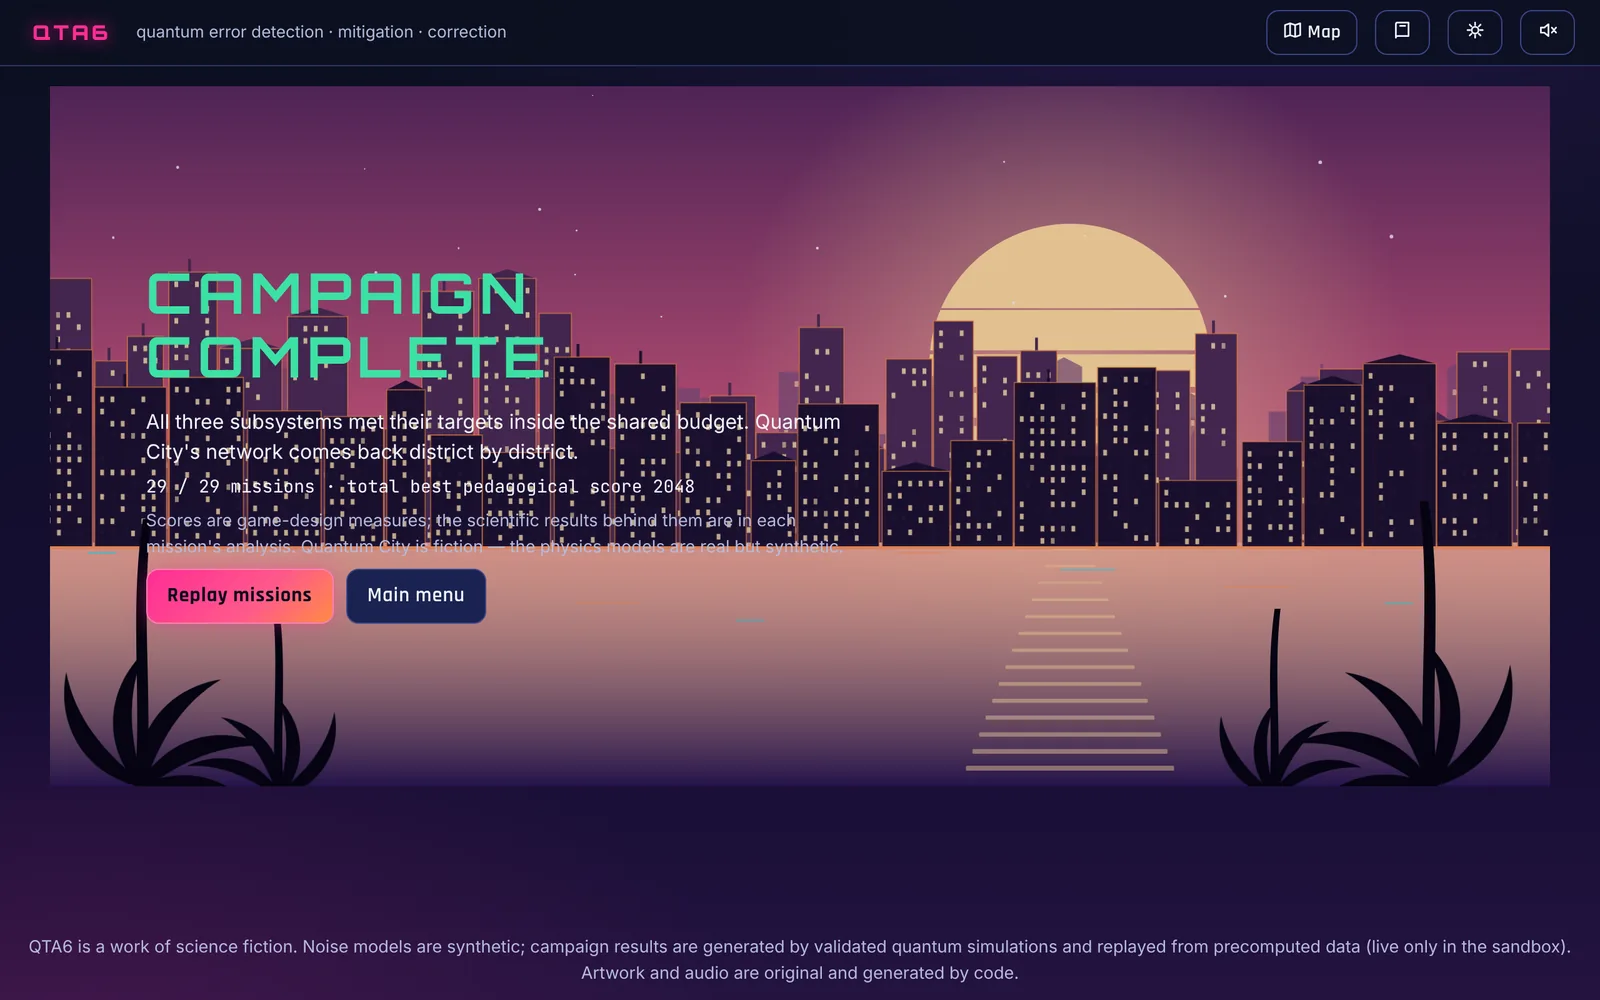 QTA6
quantum error detection · mitigation · correction
Map
CAMPAIGN
COMPLETE
All three subsystems met their targets inside the shared budget. Quantum
City's network comes back district by district.
29 / 29 missions · total best pedagogical score 2048
Scores are game-design measures; the scientific results behind them are in each
mission's analysis. Quantum City is fiction — the physics models are real but synthetic.
Replay missions
Main menu
QTA6 is a work of science fiction. Noise models are synthetic; campaign results are generated by validated quantum simulations and replayed from precomputed data (live only in the sandbox).
Artwork and audio are original and generated by code.